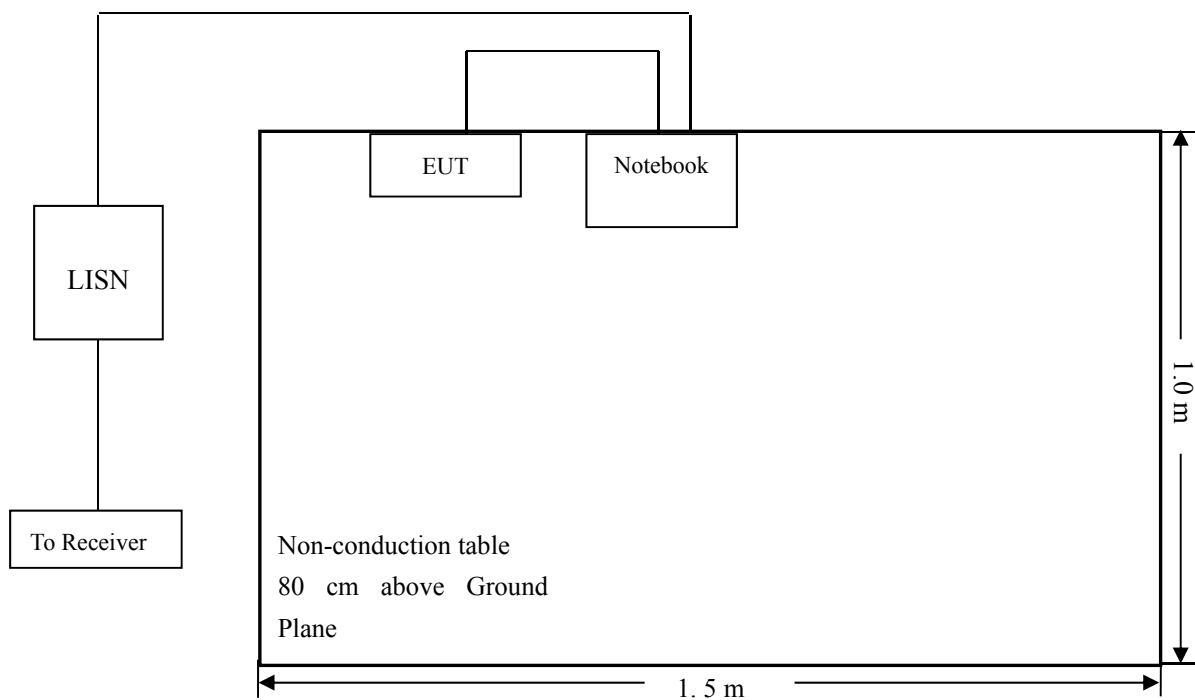 EUT
Notebook
LISN
1.0 m
To Receiver
Non-conduction table
80 cm above Ground
Plane
1. 5 m